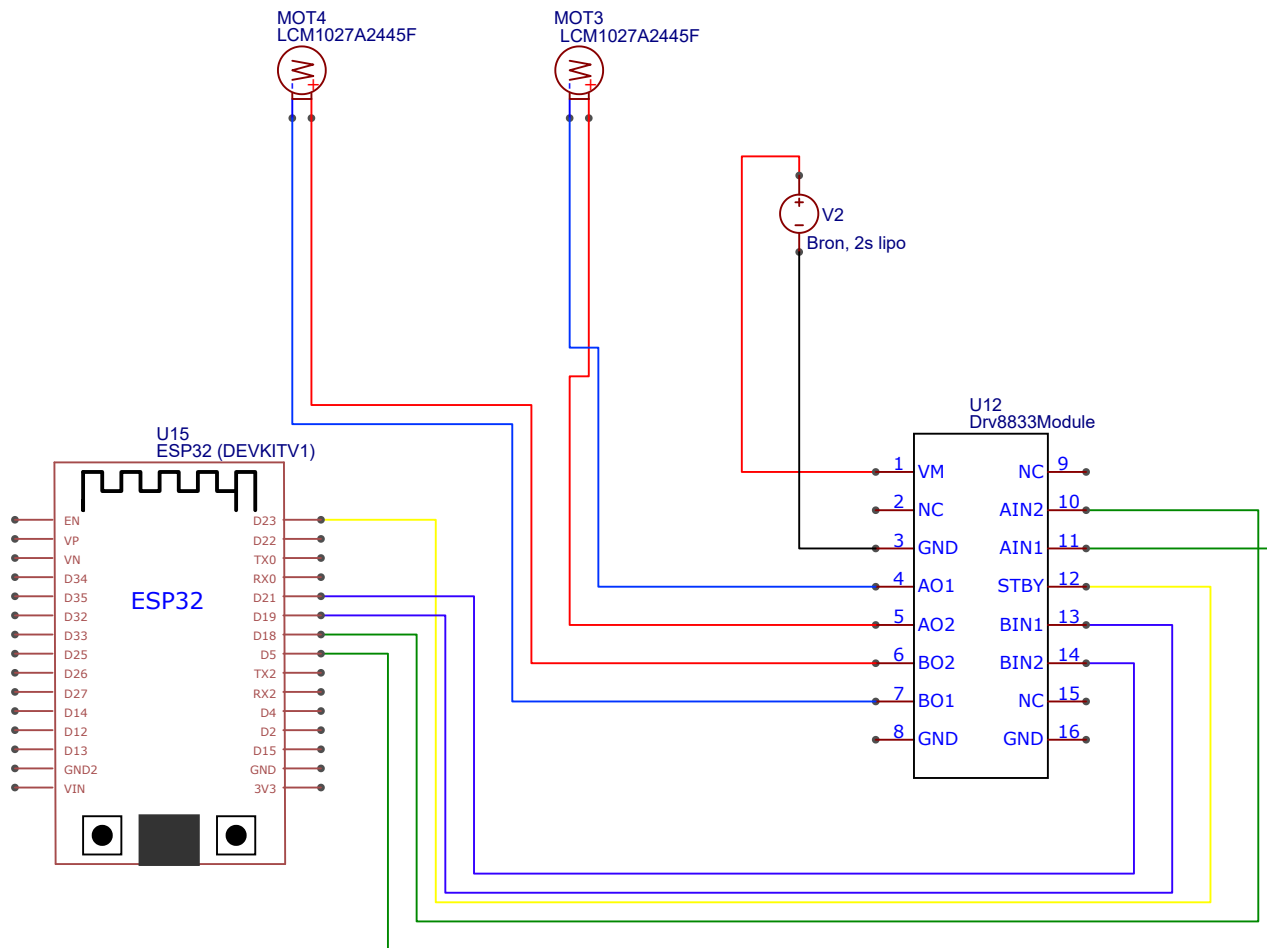 MOT4
LCM1027A2445F
MOT3
LCM1027A2445F
V2
Bron, 2s lipo
U12
Drv8833Module
1 VM
2 NC
3 GND
4 AO1
5 AO2
6 BO2
7 BO1
8 GND
NC 9
AIN2 10
AIN1 11
STBY 12
BIN1 13
BIN2 14
NC 15
GND 16
U15
ESP32 (DEVKITV1)
ESP32
EN
VP
VN
D34
D35
D32
D33
D25
D26
D27
D14
D12
D13
GND2
VIN
D23
D22
TX0
RX0
D21
D19
D18
D5
TX2
RX2
D4
D2
D15
GND
3V3